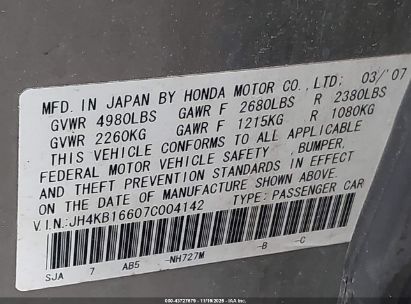 MFD. IN JAPAN BY HONDA MOTOR CO., LTD; 03/'07
GVWR 4980LBS GAWR F 2680LBS R 2380LBS
GVWR 2260KG GAWR F 1215KG R 1080KG
THIS VEHICLE CONFORMS TO ALL APPLICABLE
FEDERAL MOTOR VEHICLE SAFETY, BUMPER,
AND THEFT PREVENTION STANDARDS IN EFFECT
ON THE DATE OF MANUFACTURE SHOWN ABOVE.
V.I.N:JH4KB16607C004142 TYPE: PASSENGER CAR
SJA 7 AB5 -NH727M -B -C